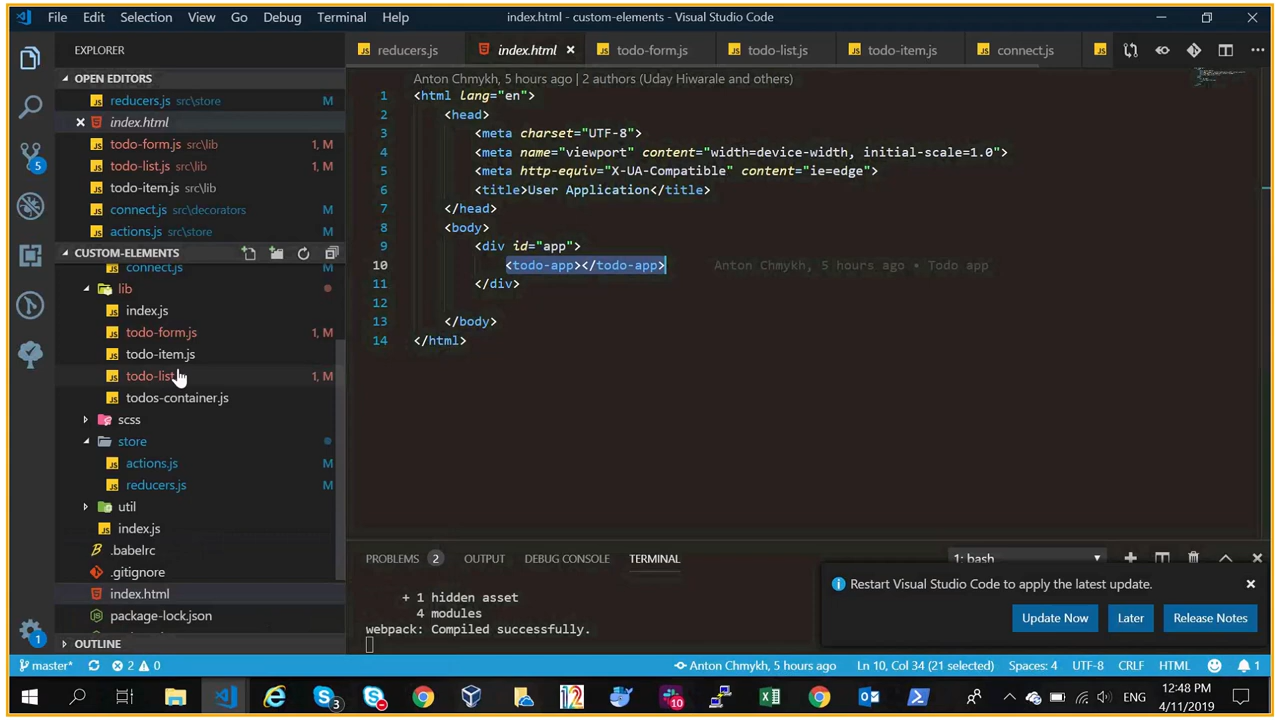 File Edit Selection View Go Debug Terminal Help
index.html - custom-elements - Visual Studio Code
EXPLORER
OPEN EDITORS
reducers.js src\store M
index.html
todo-form.js src\lib 1, M
todo-list.js src\lib 1, M
todo-item.js src\lib
connect.js src\decorators M
actions.js src\store M
CUSTOM-ELEMENTS
connect.js M
lib
index.js
todo-form.js 1, M
todo-item.js
todo-list 1, M
todos-container.js
scss
store
actions.js M
reducers.js M
util
index.js
.babelrc
.gitignore
index.html
package-lock.json
OUTLINE
reducers.js index.html todo-form.js todo-list.js todo-item.js connect.js
Anton Chmykh, 5 hours ago | 2 authors (Uday Hiwarale and others)
1 <html lang="en">
2 <head>
3 <meta charset="UTF-8">
4 <meta name="viewport" content="width=device-width, initial-scale=1.0">
5 <meta http-equiv="X-UA-Compatible" content="ie=edge">
6 <title>User Application</title>
7 </head>
8 <body>
9 <div id="app">
10 <todo-app></todo-app> Anton Chmykh, 5 hours ago • Todo app
11 </div>
12
13 </body>
14 </html>
PROBLEMS 2 OUTPUT DEBUG CONSOLE TERMINAL 1: bash
+ 1 hidden asset
4 modules
webpack: Compiled successfully.
Restart Visual Studio Code to apply the latest update.
Update Now Later Release Notes
5
1
master* 2 0 Anton Chmykh, 5 hours ago Ln 10, Col 34 (21 selected) Spaces: 4 UTF-8 CRLF HTML 1
3 12 10 ENG
12:48 PM
4/11/2019